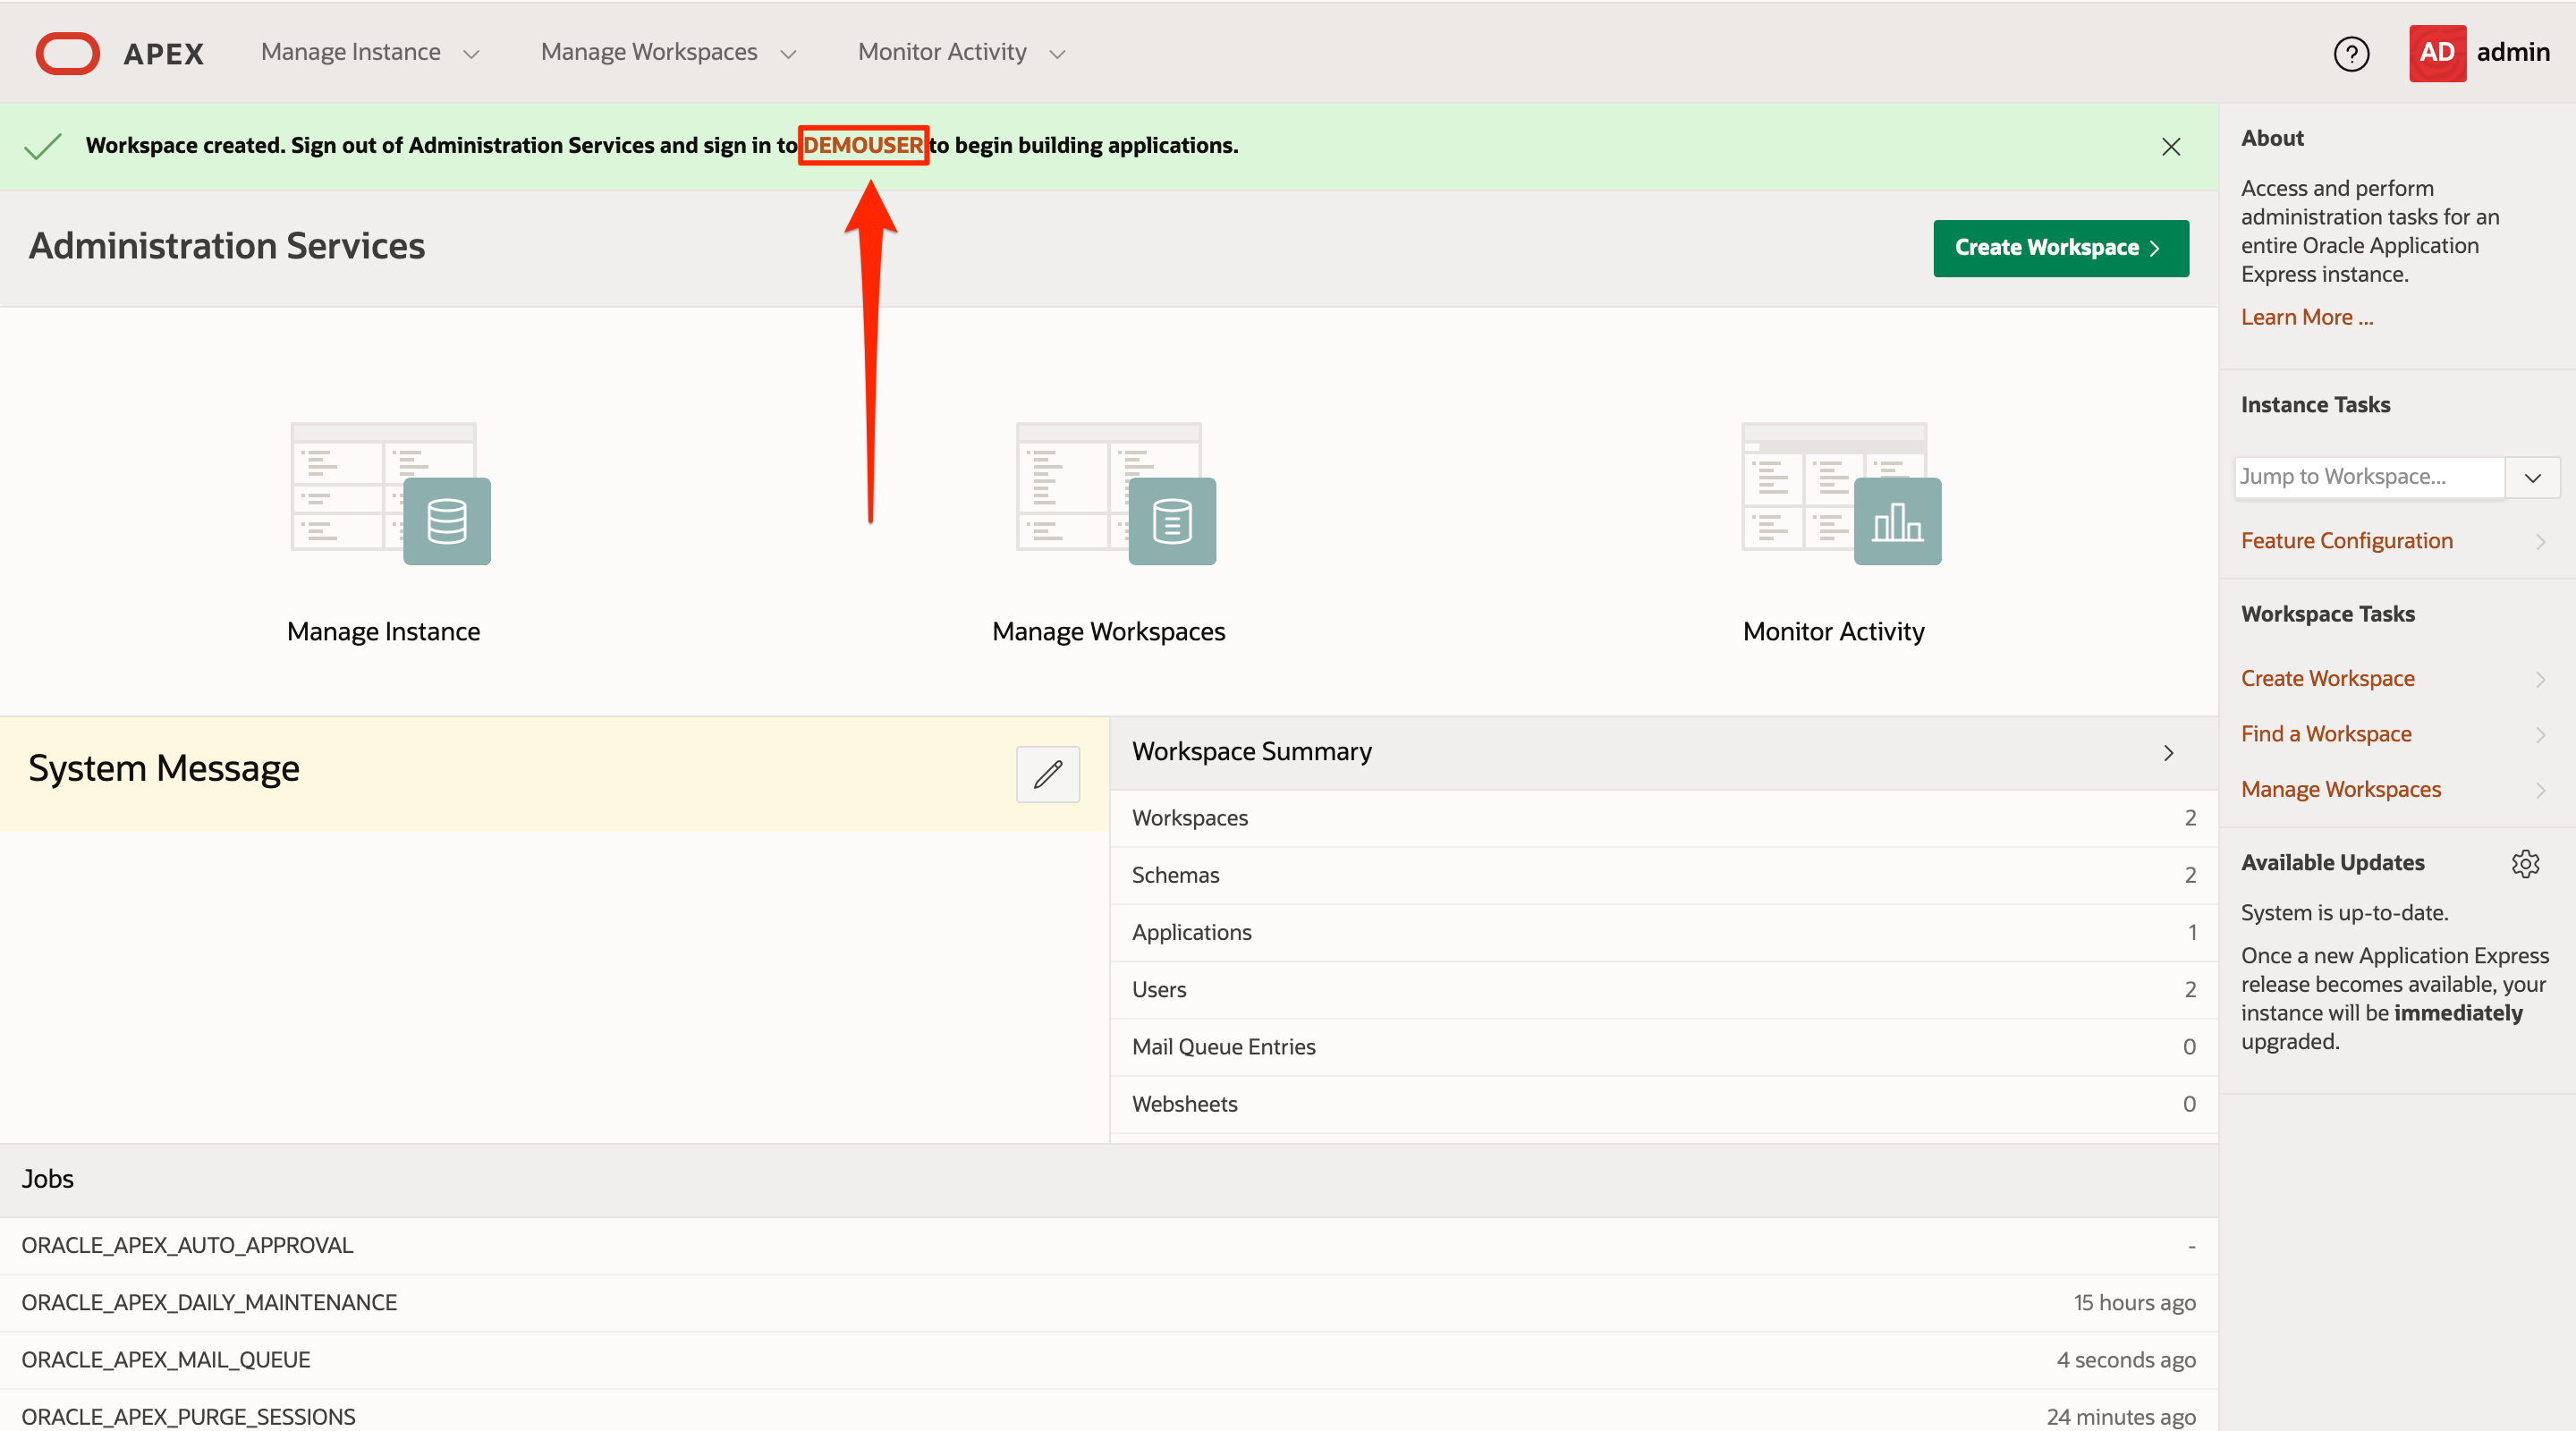 APEX
Manage Instance
Manage Workspaces
Monitor Activity
?
AD
admin
Workspace created. Sign out of Administration Services and sign in to DEMOUSER to begin building applications.
Administration Services
Create Workspace
Manage Instance
Manage Workspaces
Monitor Activity
System Message
Workspace Summary
Workspaces 2
Schemas 2
Applications 1
Users 2
Mail Queue Entries 0
Websheets 0
Jobs
ORACLE_APEX_AUTO_APPROVAL -
ORACLE_APEX_DAILY_MAINTENANCE 15 hours ago
ORACLE_APEX_MAIL_QUEUE 4 seconds ago
ORACLE_APEX_PURGE_SESSIONS 24 minutes ago
About
Access and perform
administration tasks for an
entire Oracle Application
Express instance.
Learn More ...
Instance Tasks
Jump to Workspace...
Feature Configuration
Workspace Tasks
Create Workspace
Find a Workspace
Manage Workspaces
Available Updates
System is up-to-date.
Once a new Application Express
release becomes available, your
instance will be immediately
upgraded.